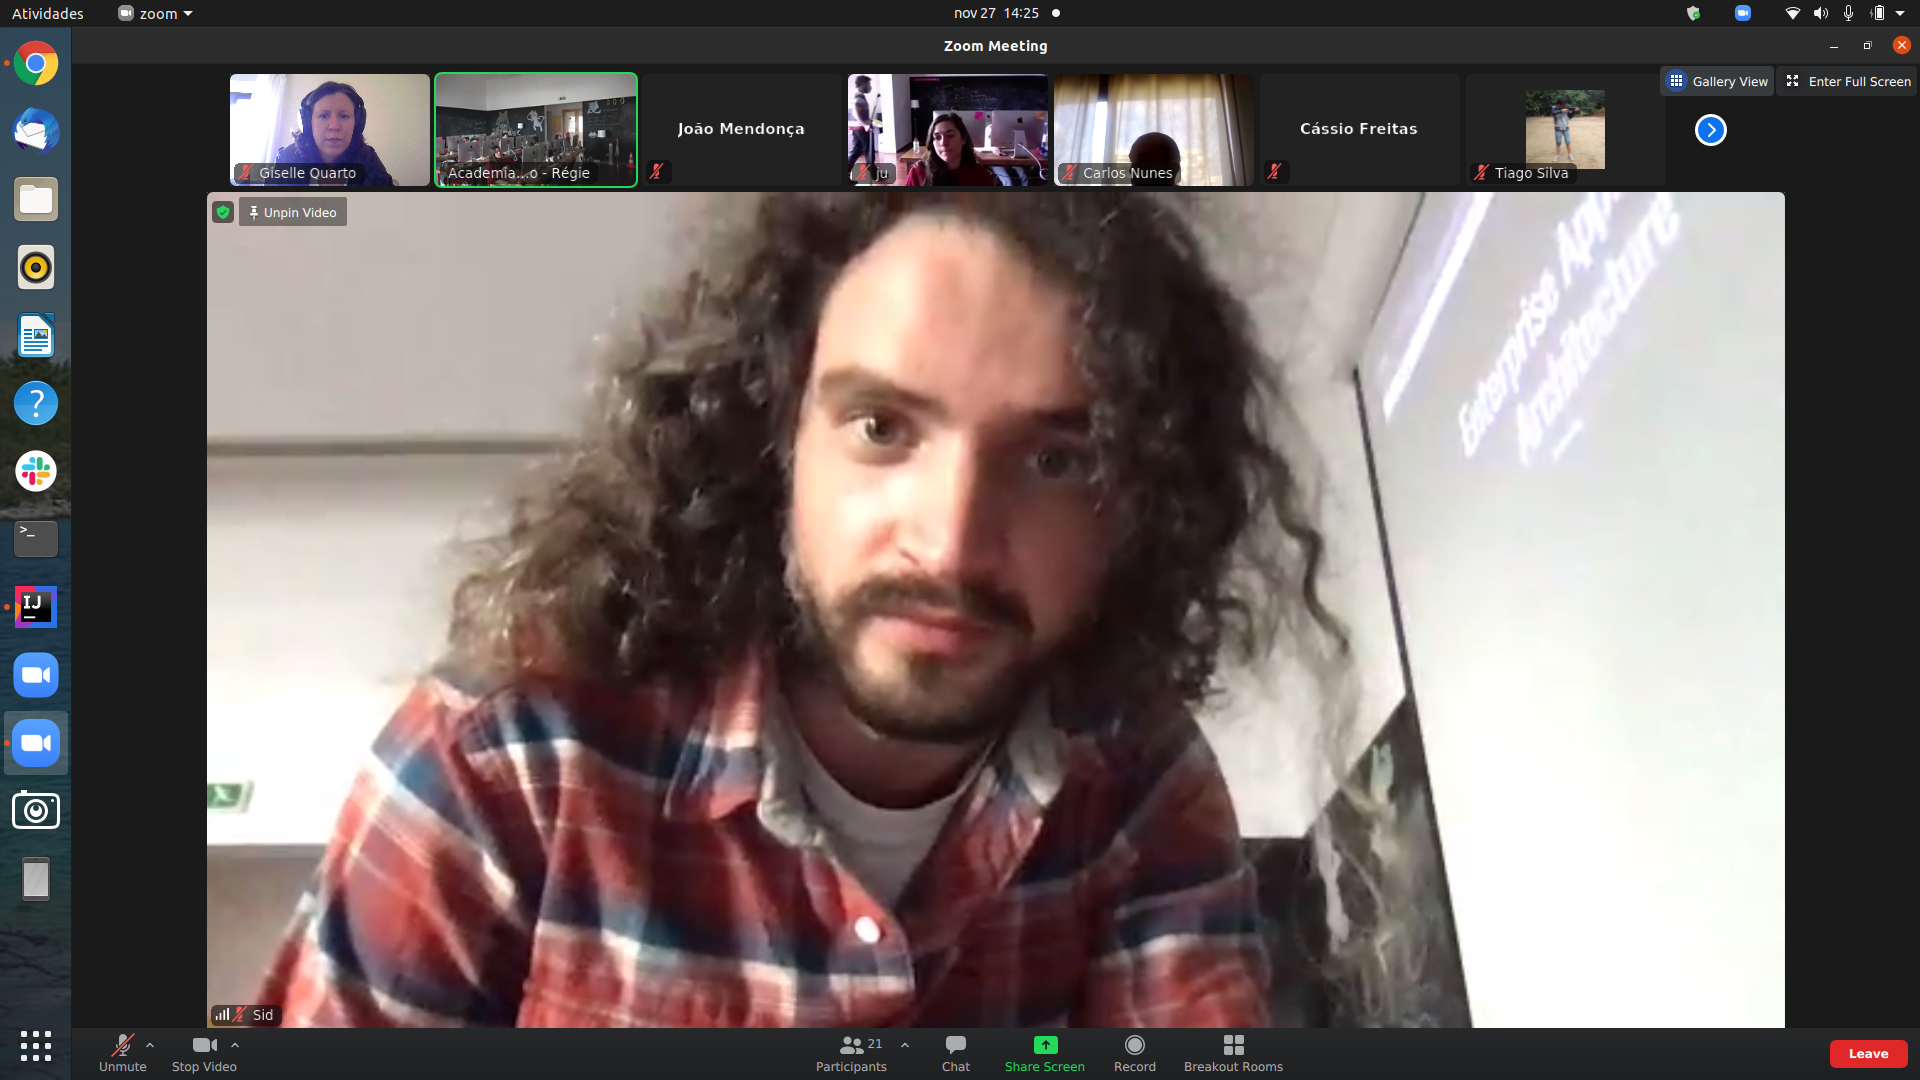 Atividades
zoom
nov 27 14:25
Zoom Meeting
Gallery View
Enter Full Screen
Giselle Quarto
Academia...o - Régie
João Mendonça
ju
Carlos Nunes
Cássio Freitas
Tiago Silva
Unpin Video
Enterprise
Architecture
>_
IJ
Sid
Unmute
Stop Video
21
Participants
Chat
Share Screen
Record
Breakout Rooms
Leave